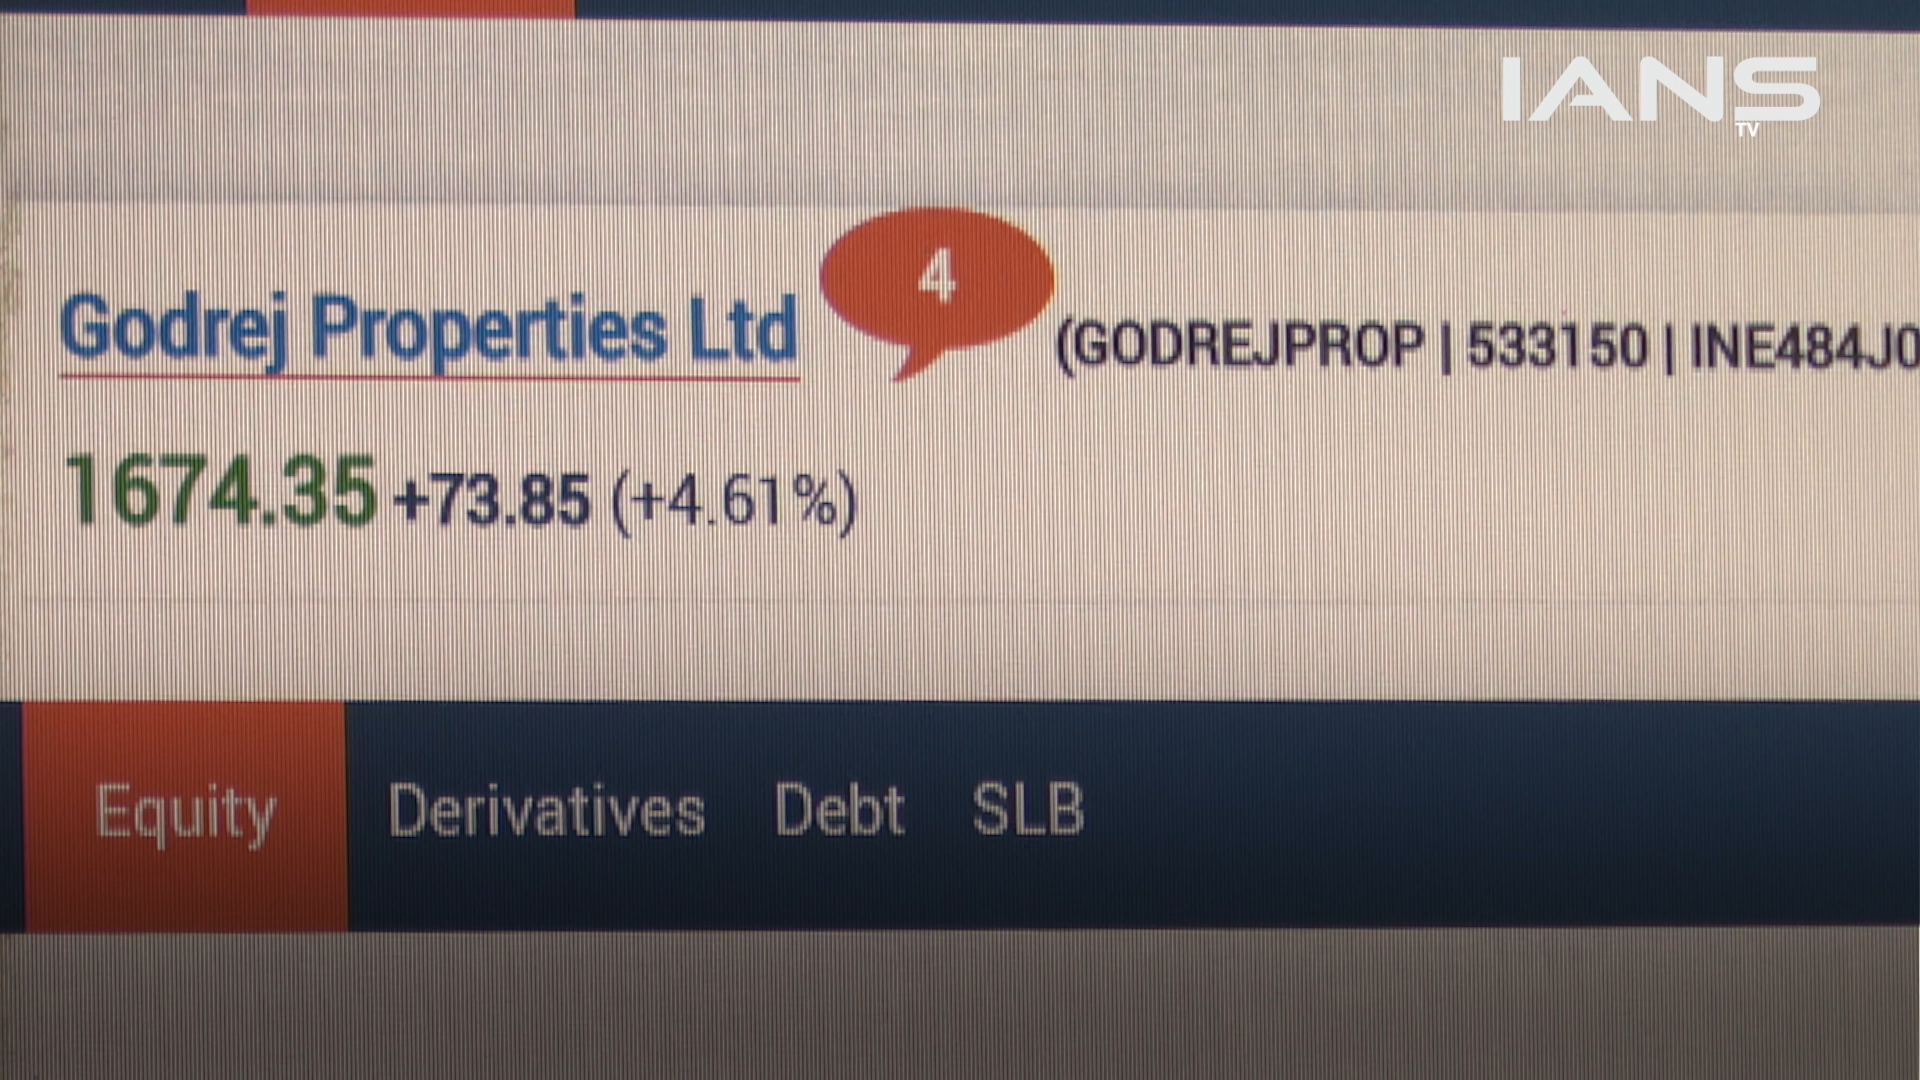 IANS
TV
Godrej Properties Ltd 4 (GODREJPROP | 533150 | INE484J0
1674.35 +73.85 (+4.61%)
Equity Derivatives Debt SLB